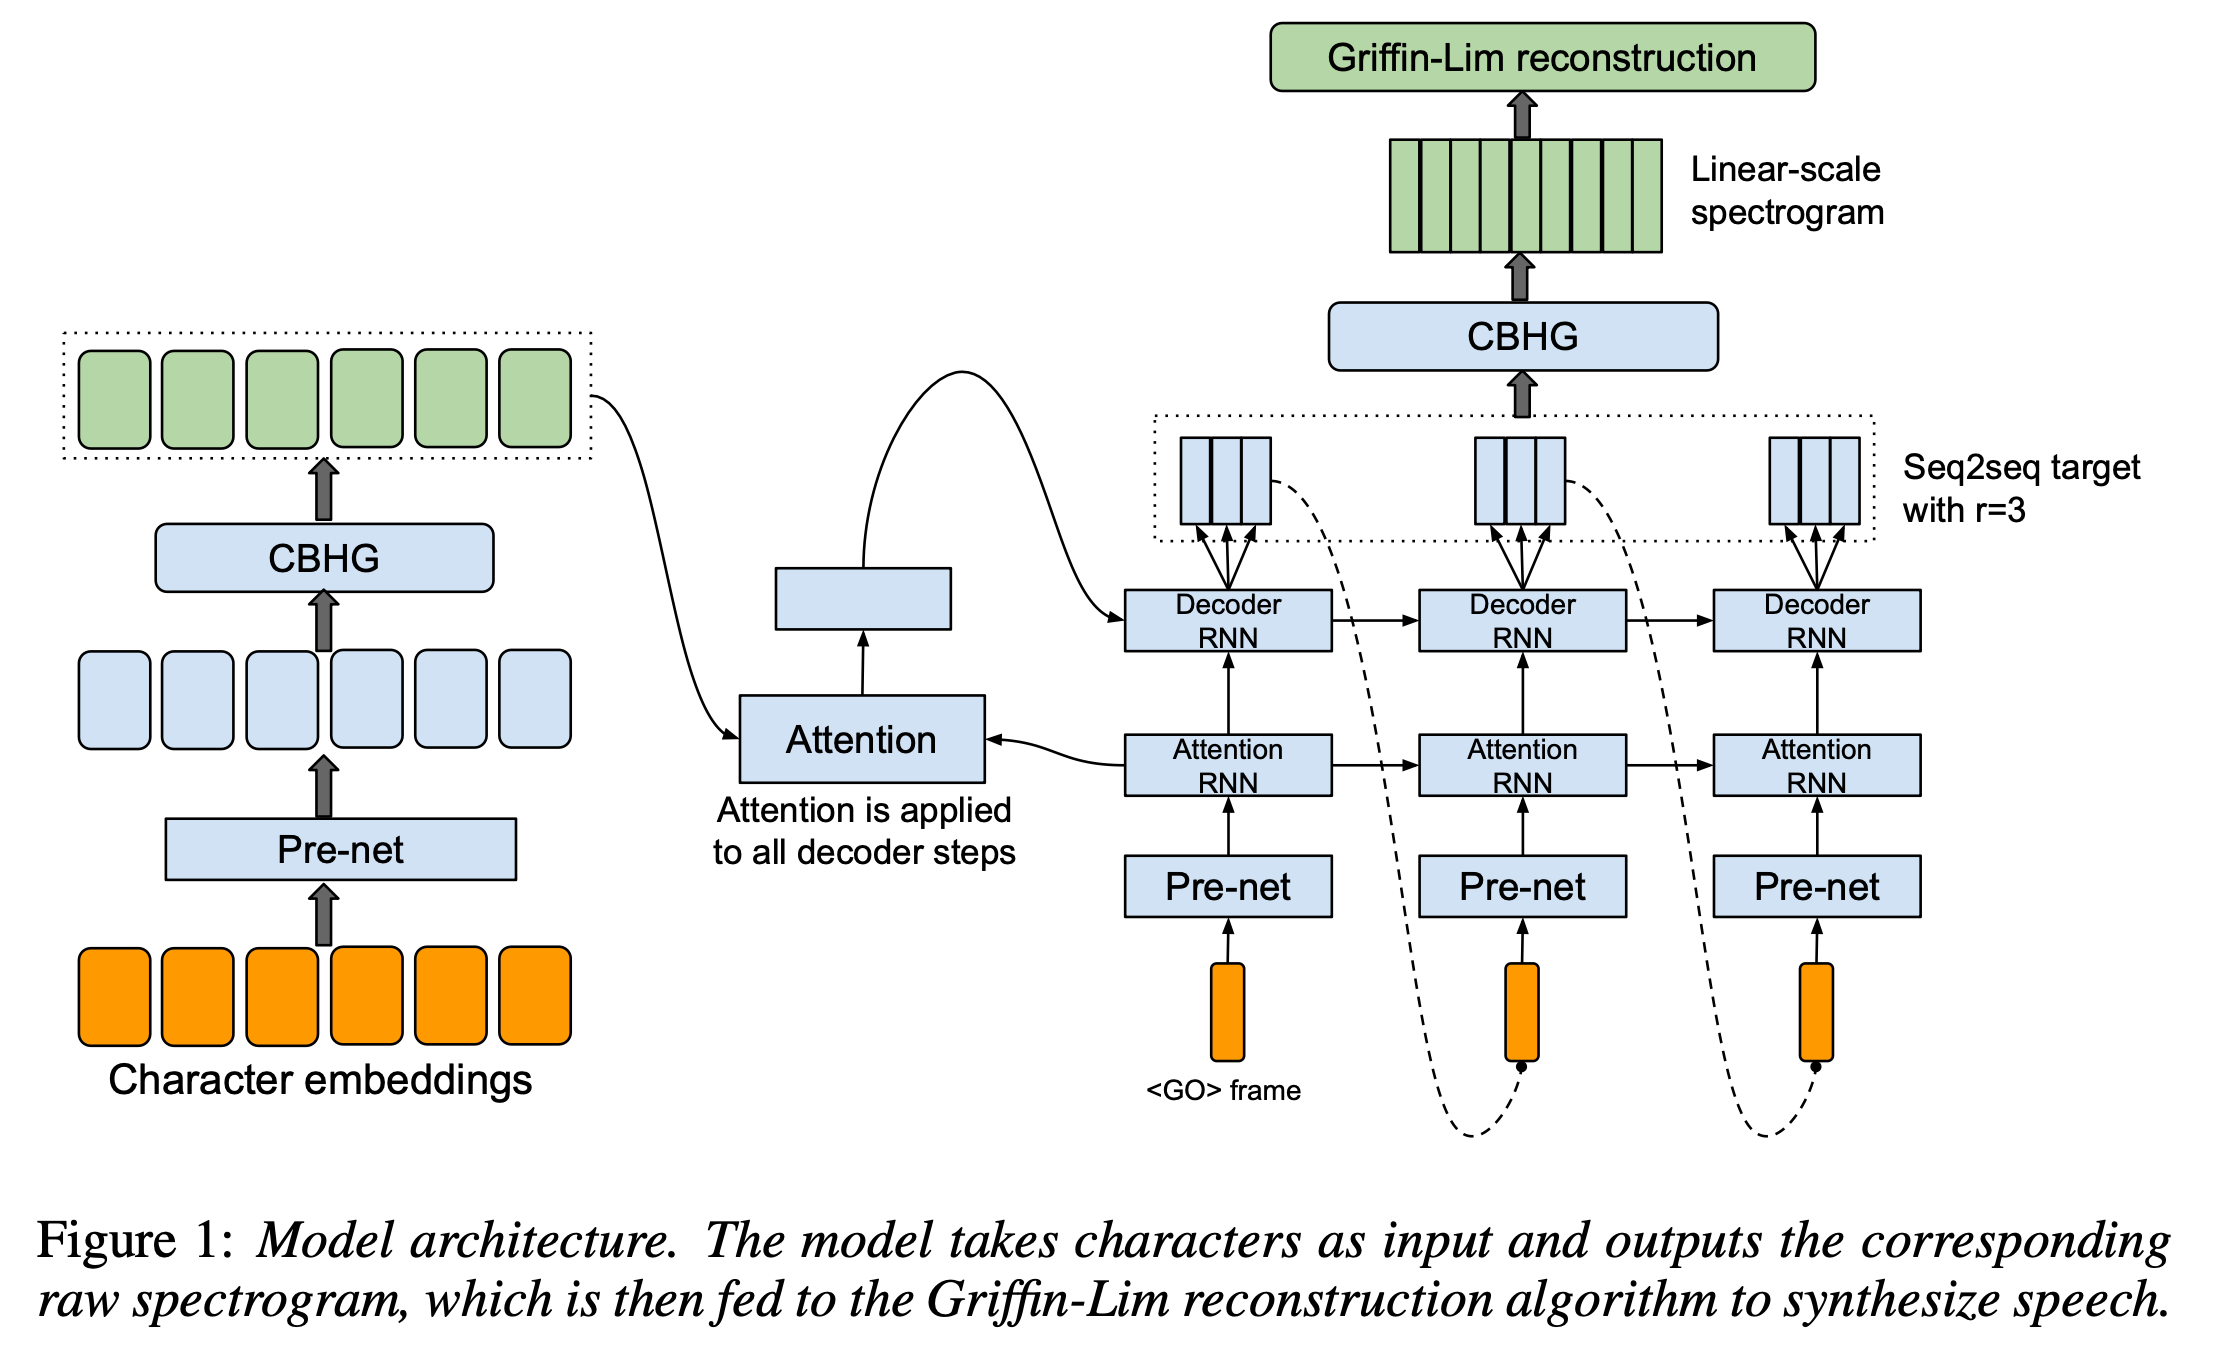 Griffin-Lim reconstruction
Linear-scale
spectrogram
CBHG
Seq2seq target
with r=3
CBHG
Decoder
RNN
Decoder
RNN
Decoder
RNN
Attention
Attention is applied
to all decoder steps
Attention
RNN
Attention
RNN
Attention
RNN
Pre-net
Pre-net
Pre-net
Pre-net
Character embeddings
<GO> frame
Figure 1: Model architecture. The model takes characters as input and outputs the corresponding
raw spectrogram, which is then fed to the Griffin-Lim reconstruction algorithm to synthesize speech.